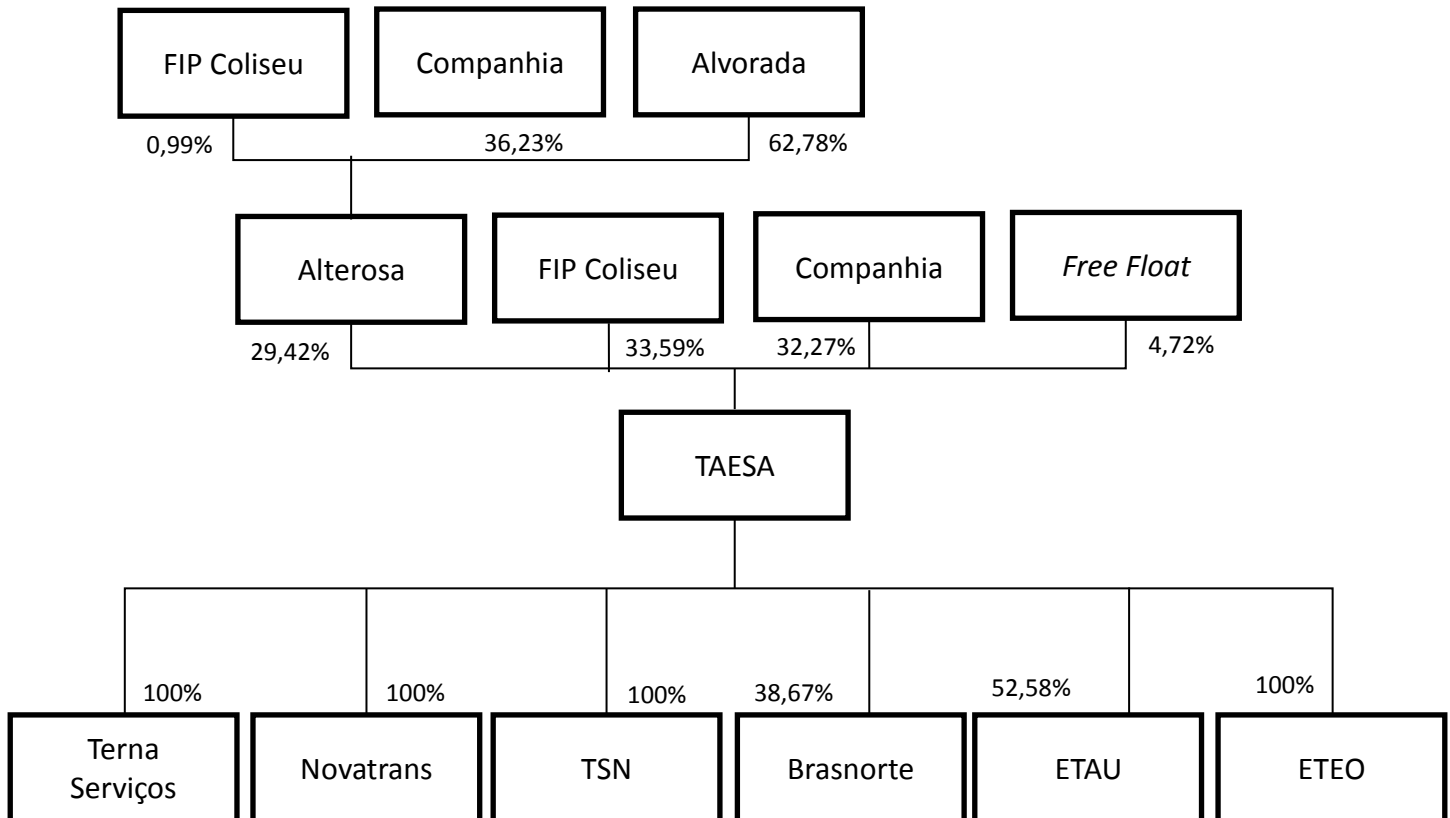 FIP Coliseu
Companhia
Alvorada
0,99%
36,23%
62,78%
Alterosa
FIP Coliseu
Companhia
Free Float
29,42%
33,59%
32,27%
4,72%
TAESA
100%
100%
100%
38,67%
52,58%
100%
Terna
Serviços
Novatrans
TSN
Brasnorte
ETAU
ETEO